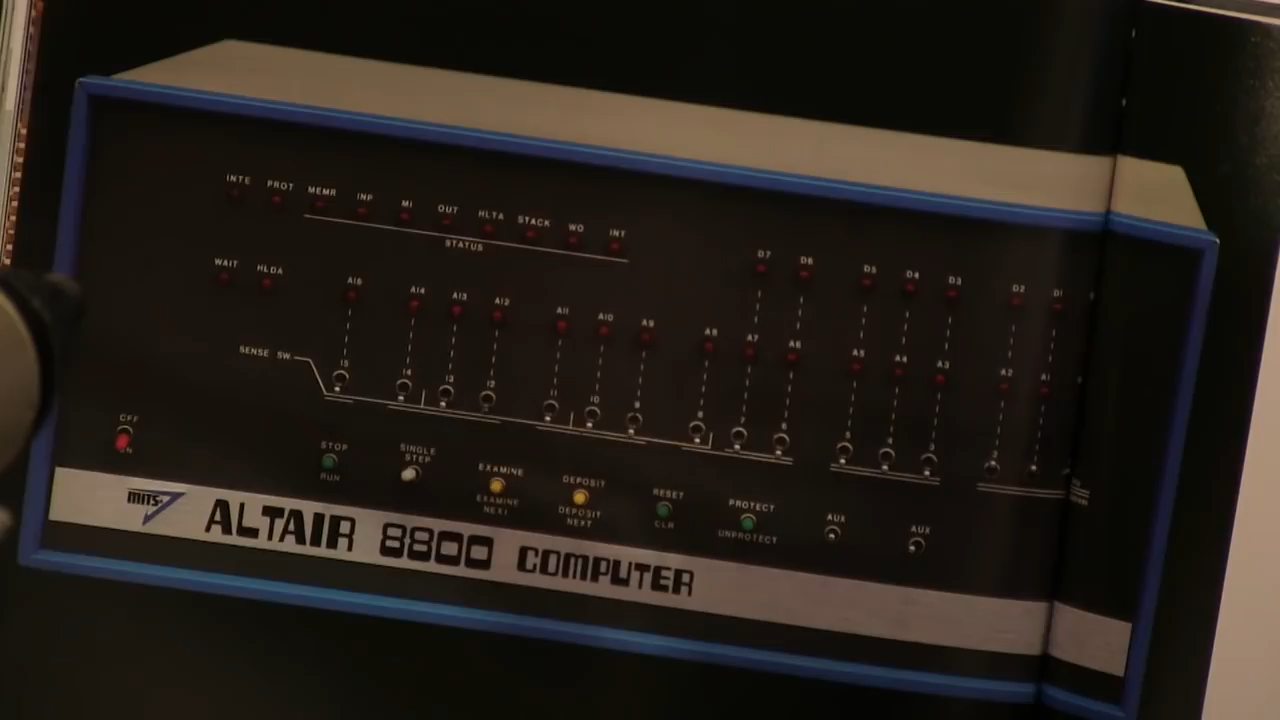 INTE PROT MEMR INP MI OUT HLTA STACK WO INT
STATUS
D7 D6 D5 D4 D3 D2 D1
WAIT HLDA A15 A14 A13 A12 A11 A10 A9 A8 A7 A6 A5 A4 A3 A2 A1
SENSE SW.
15 14 13 12 11 10 9 8 7 6 5 4 3 2
OFF
ON
STOP
RUN
SINGLE
STEP
EXAMINE
EXAMINE
NEXT
DEPOSIT
DEPOSIT
NEXT
RESET
CLR
PROTECT
UNPROTECT
AUX
AUX
mits
ALTAIR 8800 COMPUTER